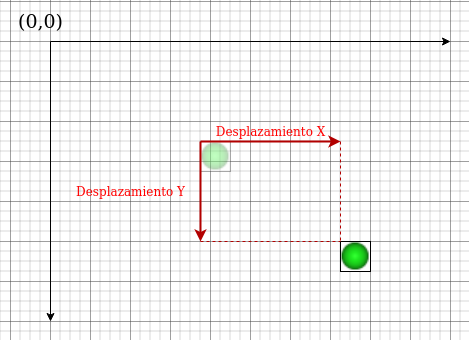 (0,0)
Desplazamiento X
Desplazamiento Y